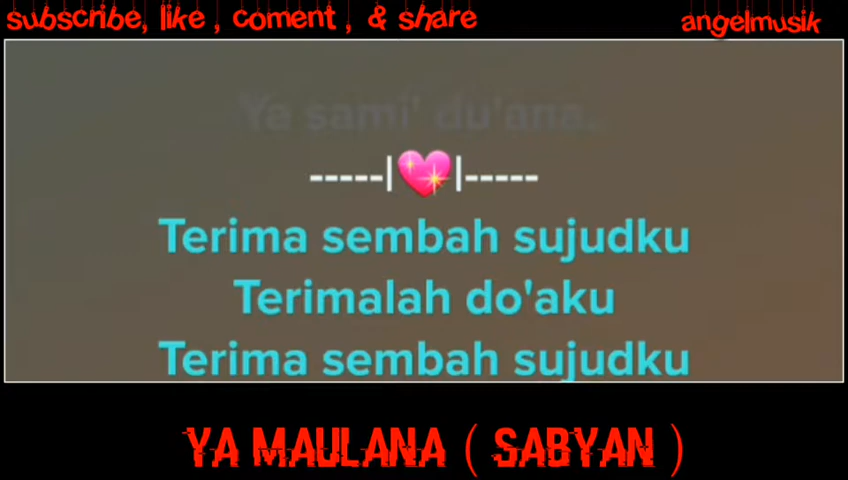 subscribe, like , coment , & share
angelmusik
Ya sami' du'ana..
-----|💖|-----
Terima sembah sujudku
Terimalah do'aku
Terima sembah sujudku
YA MAULANA ( SABYAN )